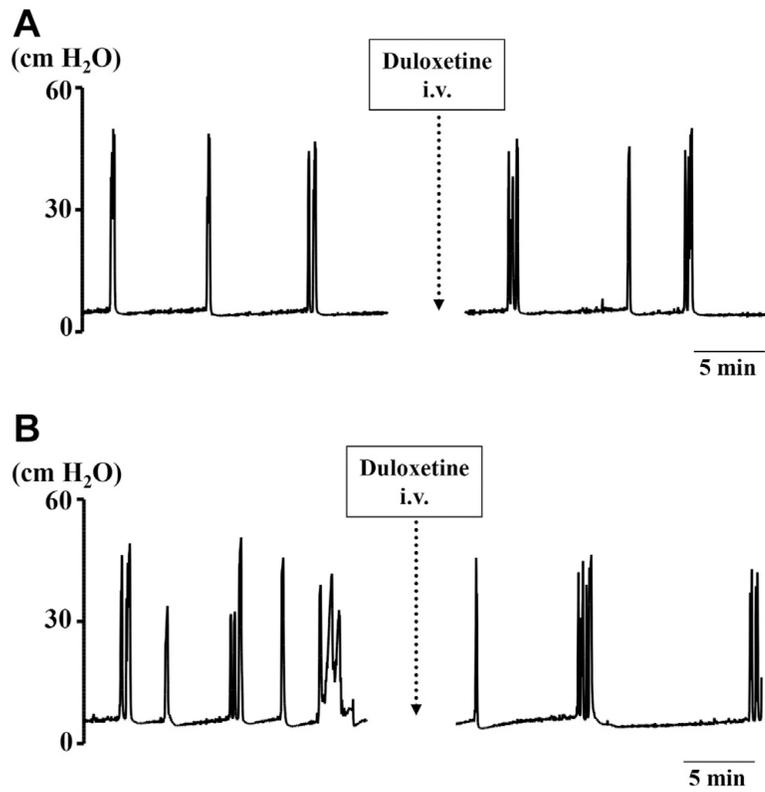 A
(cm H₂O)
Duloxetine
i.v.
60
30
0
5 min
B
(cm H₂O)
Duloxetine
i.v.
60
30
0
5 min